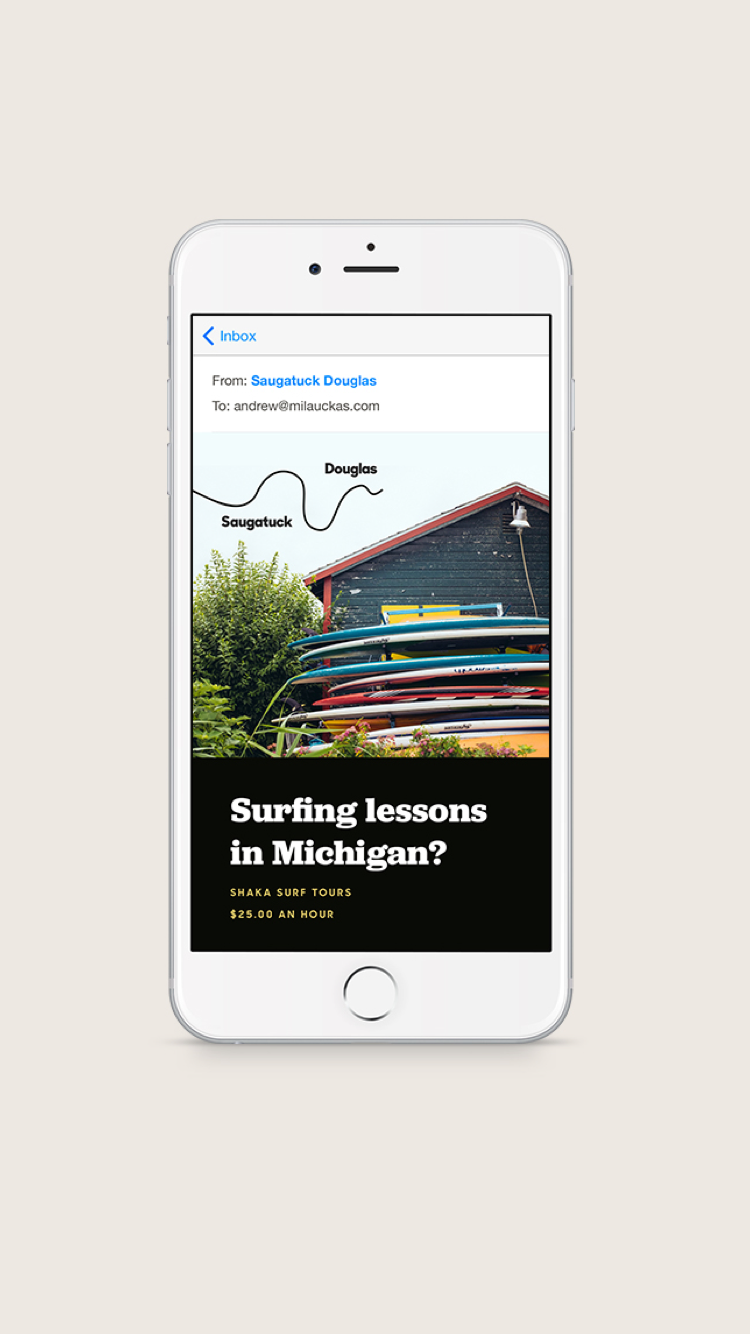 Inbox
From: Saugatuck Douglas
To: andrew@milauckas.com
Douglas
Saugatuck
Surfing lessons
in Michigan?
SHAKA SURF TOURS
$25.00 AN HOUR